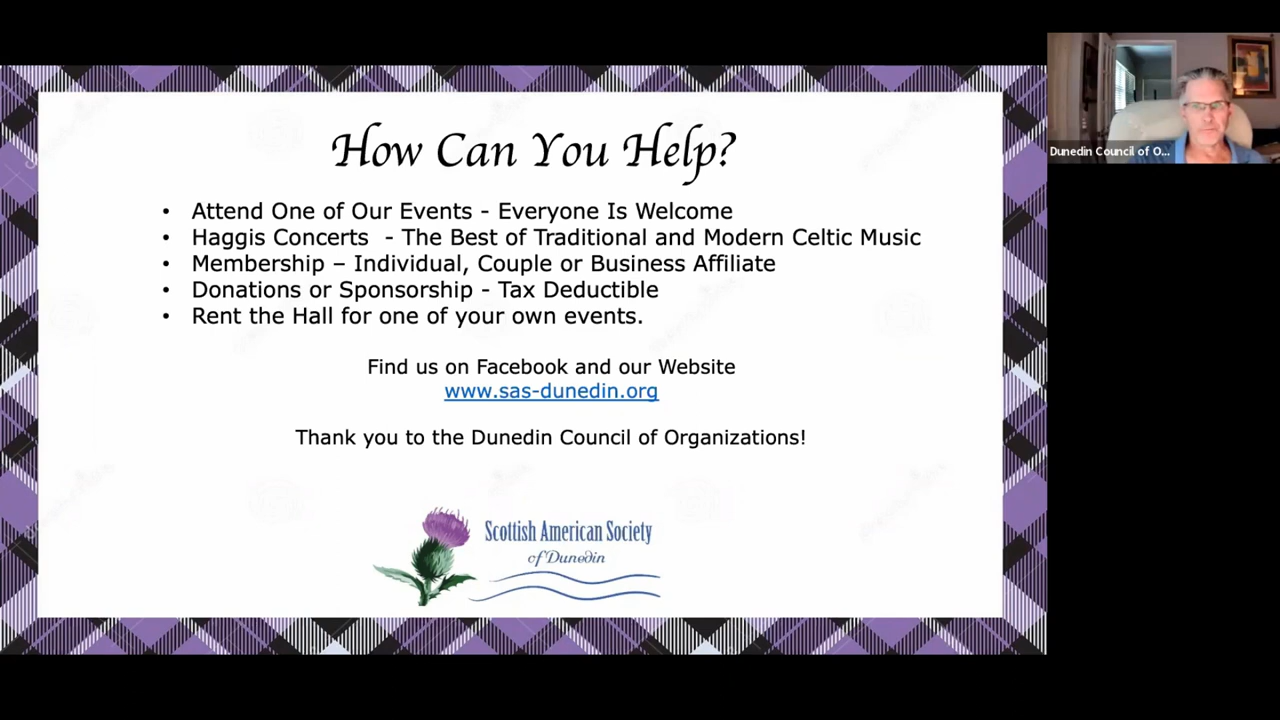 How Can You Help?
• Attend One of Our Events - Everyone Is Welcome
• Haggis Concerts - The Best of Traditional and Modern Celtic Music
• Membership – Individual, Couple or Business Affiliate
• Donations or Sponsorship - Tax Deductible
• Rent the Hall for one of your own events.
Find us on Facebook and our Website
www.sas-dunedin.org
Thank you to the Dunedin Council of Organizations!
Scottish American Society
of Dunedin
Dunedin Council of O...